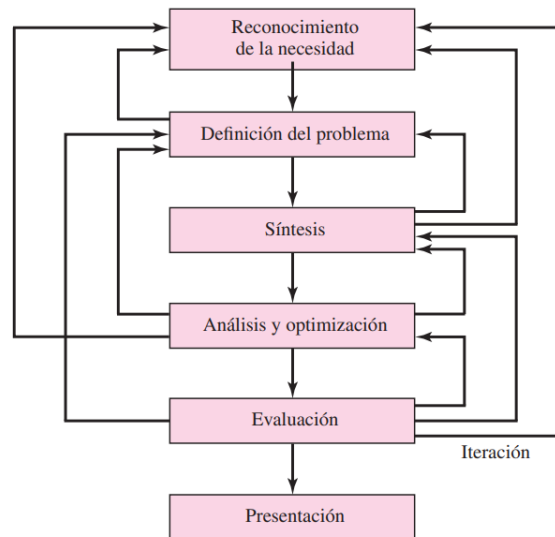 Reconocimiento
de la necesidad
Definición del problema
Síntesis
Análisis y optimización
Evaluación
Iteración
Presentación